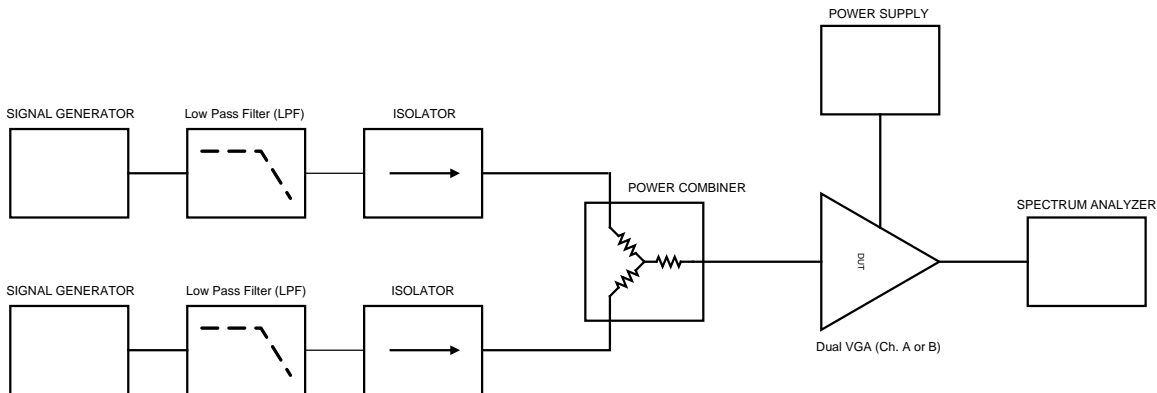 POWER SUPPLY
SIGNAL GENERATOR
Low Pass Filter (LPF)
ISOLATOR
POWER COMBINER
SPECTRUM ANALYZER
DUT
SIGNAL GENERATOR
Low Pass Filter (LPF)
ISOLATOR
Dual VGA (Ch. A or B)